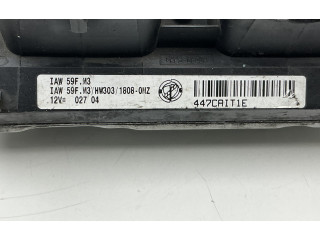 IAW 59F.M3
IAW 59F.M3/HW303/1808-0HZ
12V= 027 04
447CAIT1E